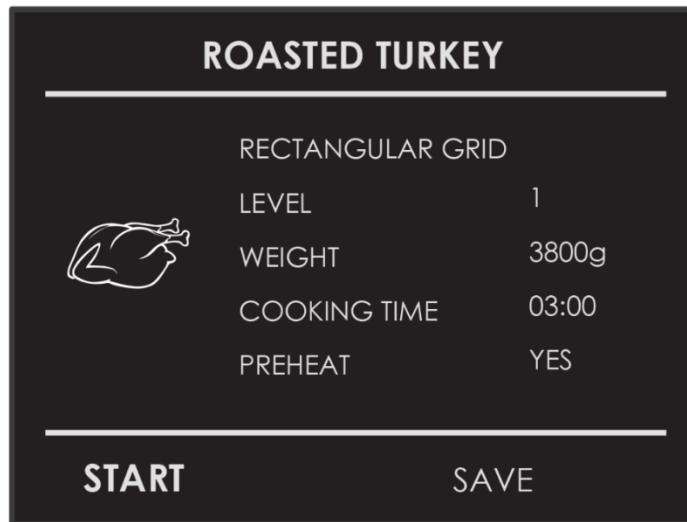 ROASTED TURKEY
RECTANGULAR GRID
LEVEL 1
WEIGHT 3800g
COOKING TIME 03:00
PREHEAT YES
START SAVE